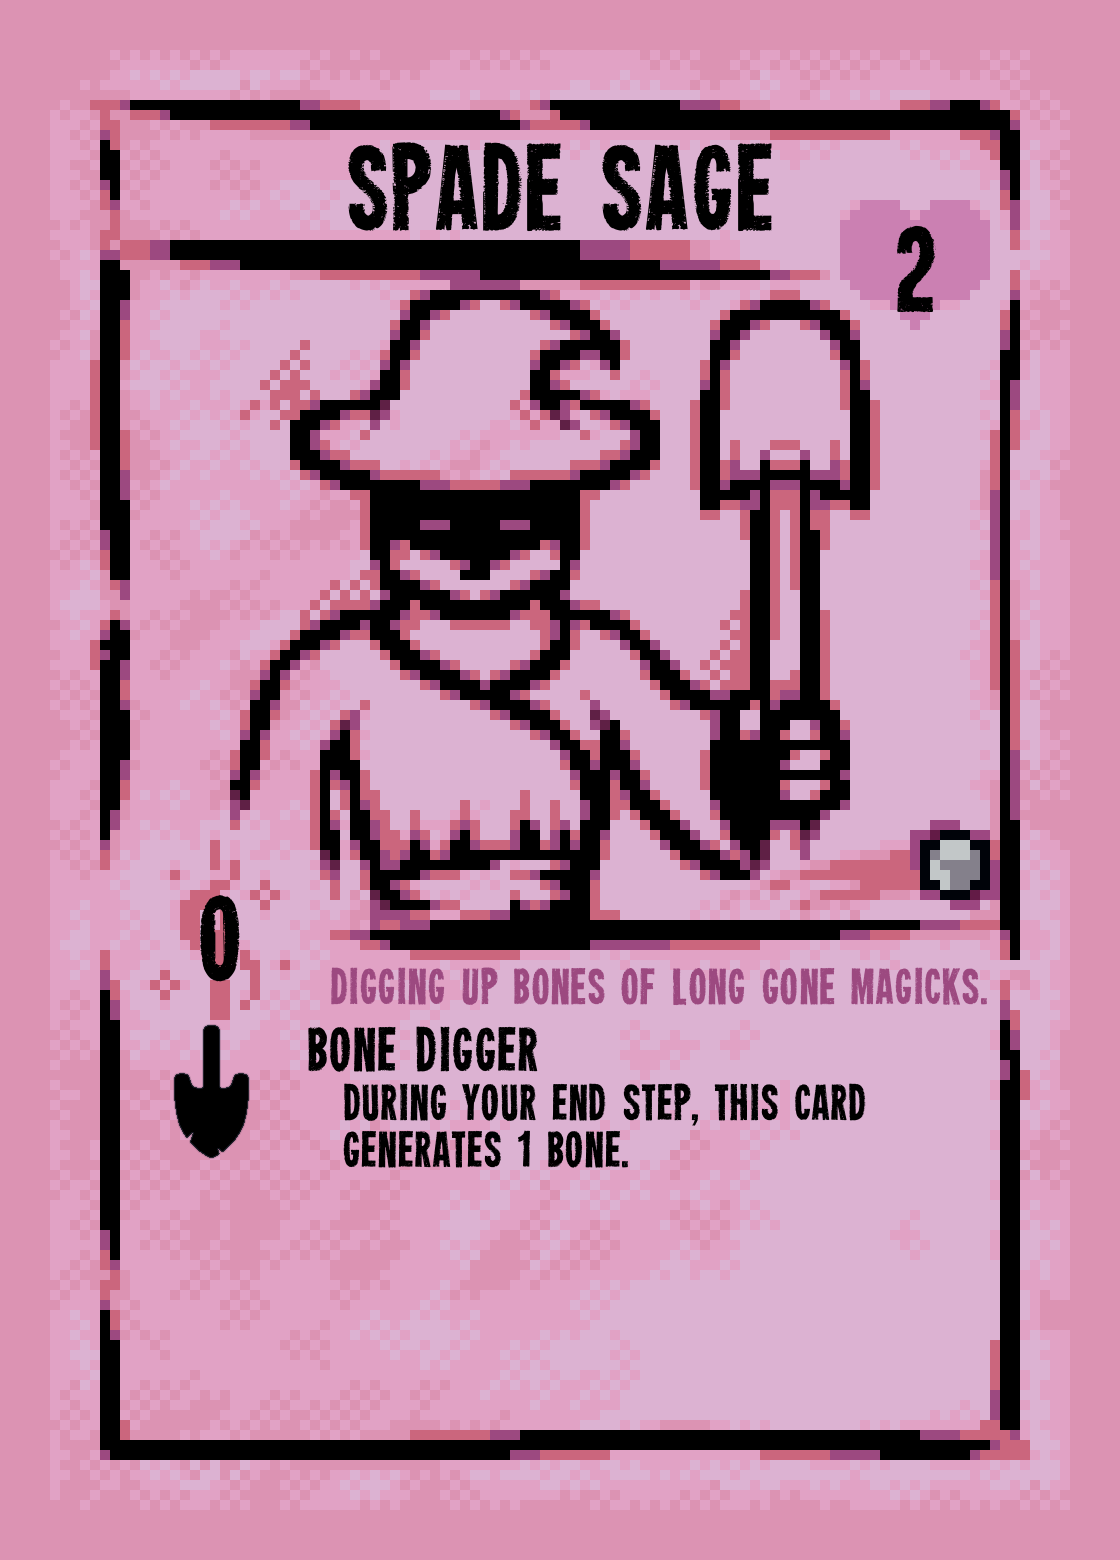 SPADE SAGE
2
0
DIGGING UP BONES OF LONG GONE MAGICKS.
BONE DIGGER
DURING YOUR END STEP, THIS CARD
GENERATES 1 BONE.